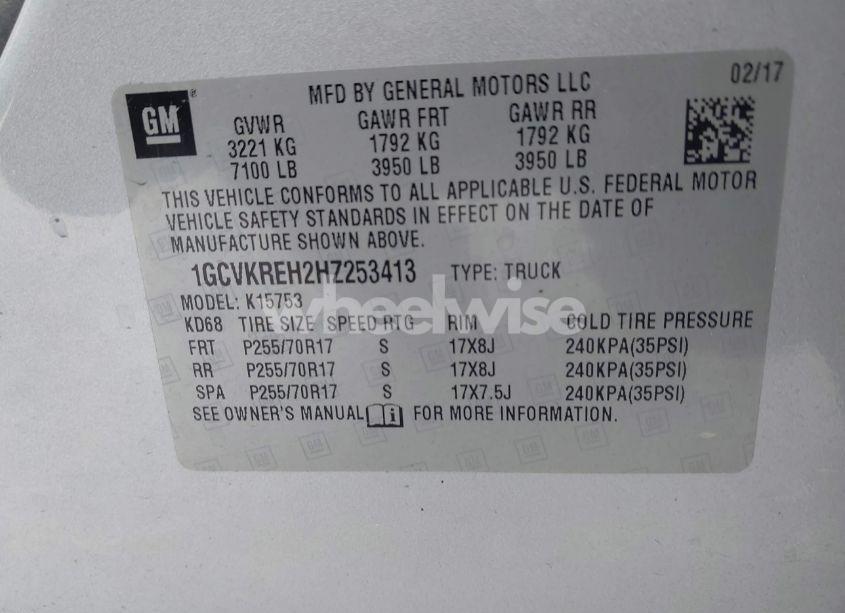 MFD BY GENERAL MOTORS LLC 02/17
GM ®
GVWR GAWR FRT GAWR RR
3221 KG 1792 KG 1792 KG
7100 LB 3950 LB 3950 LB
THIS VEHICLE CONFORMS TO ALL APPLICABLE U.S. FEDERAL MOTOR
VEHICLE SAFETY STANDARDS IN EFFECT ON THE DATE OF
MANUFACTURE SHOWN ABOVE.
1GCVKREH2HZ253413 TYPE: TRUCK
MODEL: K15753
wheelwise
KD68 TIRE SIZE SPEED RTG RIM COLD TIRE PRESSURE
FRT P255/70R17 S 17X8J 240KPA(35PSI)
RR P255/70R17 S 17X8J 240KPA(35PSI)
SPA P255/70R17 S 17X7.5J 240KPA(35PSI)
SEE OWNER'S MANUAL i FOR MORE INFORMATION.